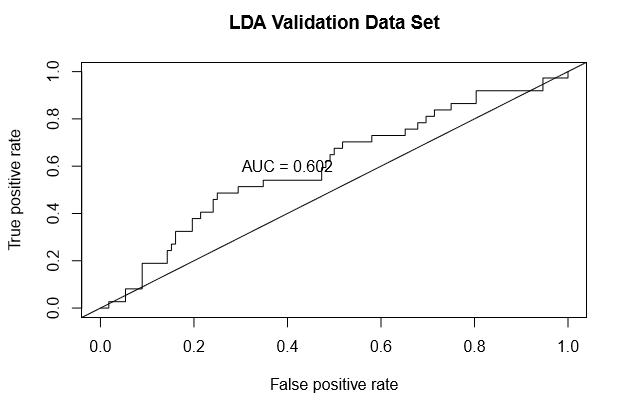 LDA Validation Data Set
True positive rate
1.0
0.8
0.6
0.4
0.2
0.0
AUC = 0.602
0.0 0.2 0.4 0.6 0.8 1.0
False positive rate